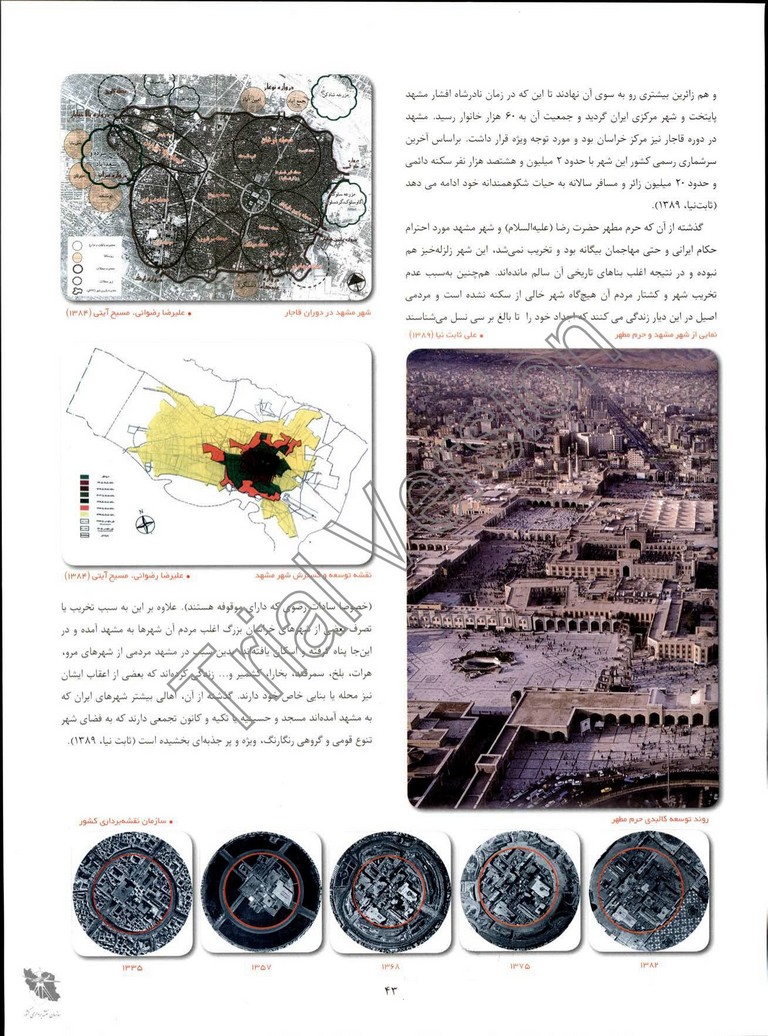 و هم زائرین بیشتری رو به سوی آن نهادند تا این که در زمان نادرشاه افشار مشهد
پایتخت و شهر مرکزی ایران گردید و جمعیت آن به ۶۰ هزار خانوار رسید. مشهد
در دوره قاجار نیز مرکز خراسان بود و مورد توجه ویژه قرار داشت. براساس آخرین
سرشماری رسمی کشور این شهر با حدود ۲ میلیون و هشتصد هزار نفر سکنه دائمی
و حدود ۲۰ میلیون زائر و مسافر سالانه به حیات شکوهمندانه خود ادامه می دهد
(ثابت‌نیا، ۱۳۸۹).
گذشته از آن که حرم مطهر حضرت رضا (علیه‌السلام) و شهر مشهد مورد احترام
حکام ایرانی و حتی مهاجمان بیگانه بود و تخریب نمی‌شد، این شهر زلزله‌خیز هم
نبوده و در نتیجه اغلب بناهای تاریخی آن سالم مانده‌اند. هم‌چنین به‌سبب عدم
تخریب شهر و کشتار مردم آن هیچ‌گاه شهر خالی از سکنه نشده است و مردمی
اصیل در این دیار زندگی می کنند که اجداد خود را تا بالغ بر سی نسل می‌شناسند
نمایی از شهر مشهد و حرم مطهر
• علی ثابت نیا (۱۳۸۹)
شهر مشهد در دوران قاجار
• علیرضا رضوانی، مسیح آیتی (۱۳۸۴)
N
نقشه توسعه و گسترش شهر مشهد
• علیرضا رضوانی، مسیح آیتی (۱۳۸۴)
(خصوصا سادات رضوی که دارای موقوفه هستند). علاوه بر این به سبب تخریب یا
تصرف بعضی از شهرهای خراسان بزرگ اغلب مردم آن شهرها به مشهد آمده و در
این‌جا پناه گرفته و اسکان یافته‌اند. بدین سبب در مشهد مردمی از شهرهای مرو،
هرات، بلخ، سمرقند، بخارا، کشمیر و... زندگی کرده‌اند که بعضی از اعقاب ایشان
نیز محله یا بنایی خاص خود دارند. گذشته از آن، اهالی بیشتر شهرهای ایران که
به مشهد آمده‌اند مسجد و حسینیه یا تکیه و کانون تجمعی دارند که به فضای شهر
تنوع قومی و گروهی رنگارنگ، ویژه و پر جذبه‌ای بخشیده است (ثابت نیا، ۱۳۸۹).
Trial Version
روند توسعه کالبدی حرم مطهر
• سازمان نقشه‌برداری کشور
۱۳۸۲
۱۳۷۵
۱۳۶۸
۱۳۵۷
۱۳۳۵
۴۳